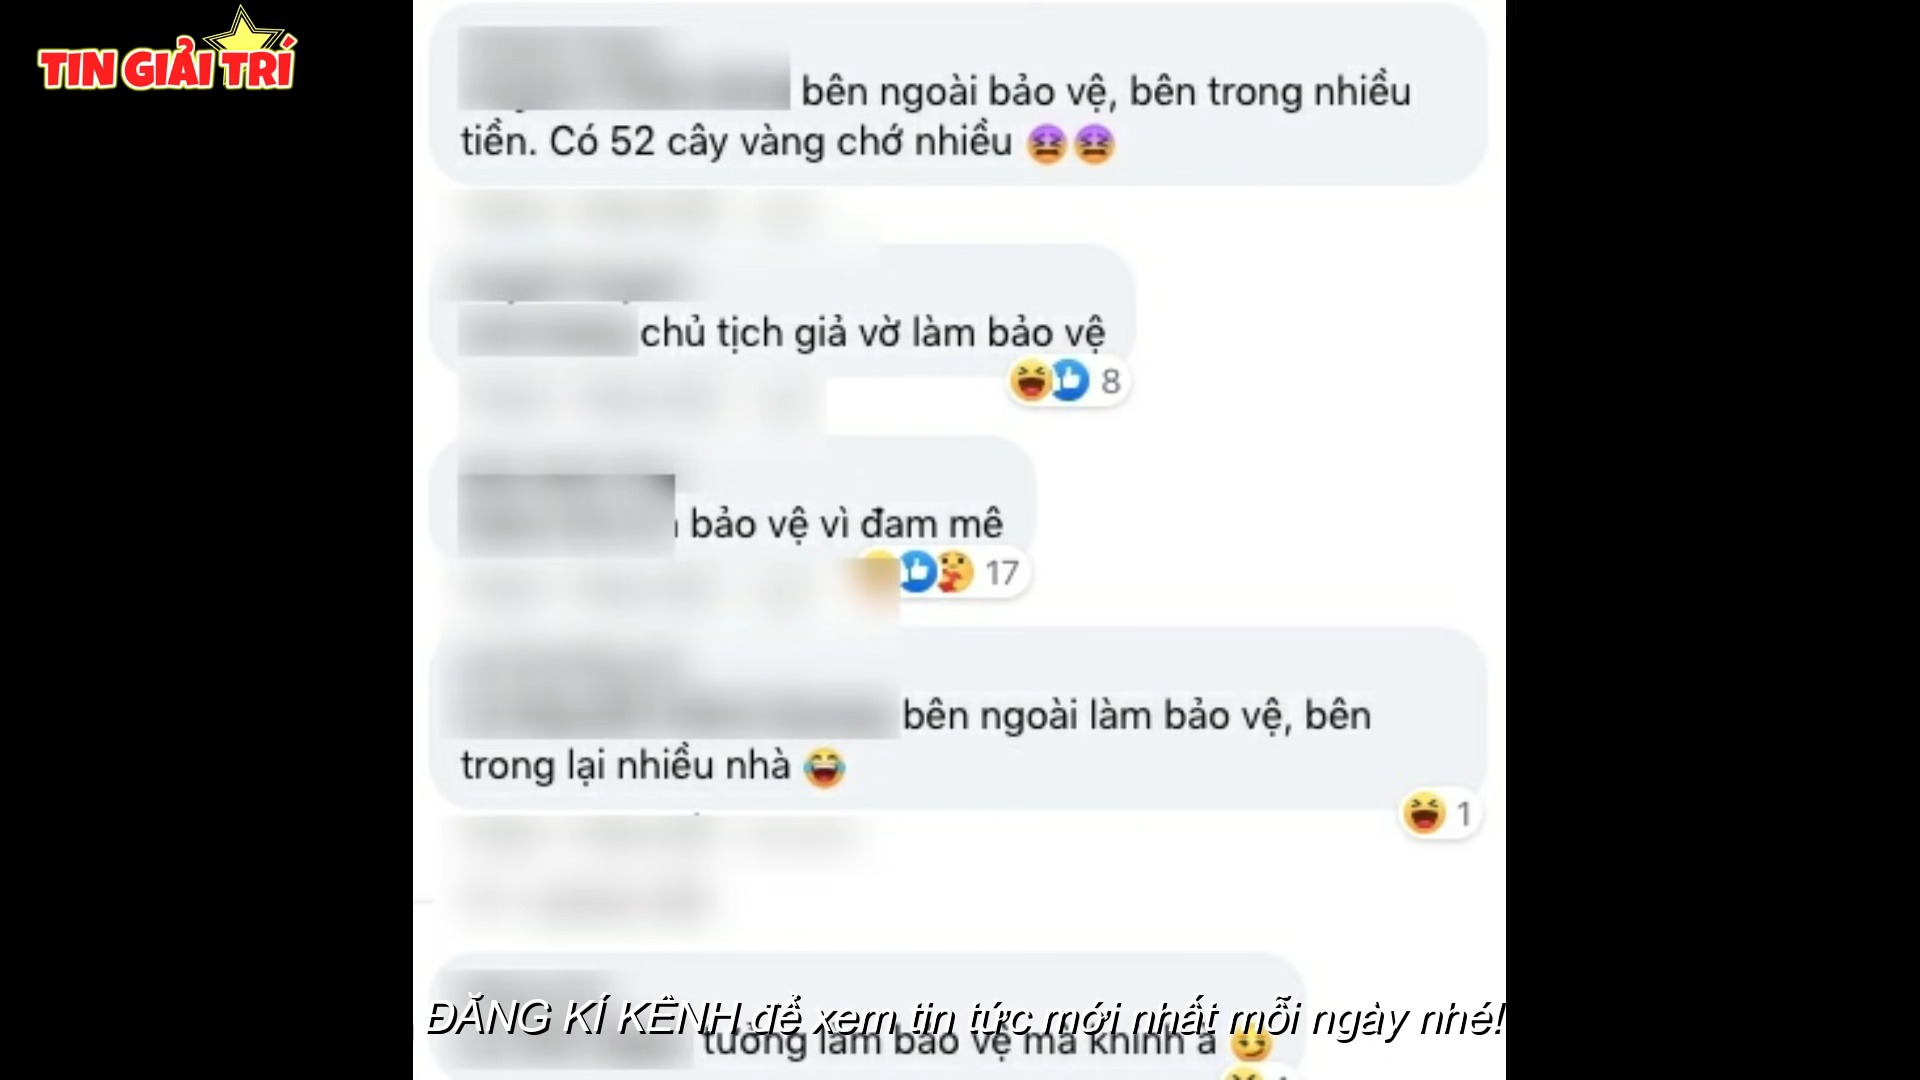 TIN GIẢI TRÍ
bên ngoài bảo vệ, bên trong nhiều
tiền. Có 52 cây vàng chớ nhiều
chủ tịch giả vờ làm bảo vệ
8
bảo vệ vì đam mê
17
bên ngoài làm bảo vệ, bên
trong lại nhiều nhà
1
ĐĂNG KÍ KÊNH để xem tin tức mới nhất mỗi ngày nhé!
tưởng làm bảo vệ mà khinh à